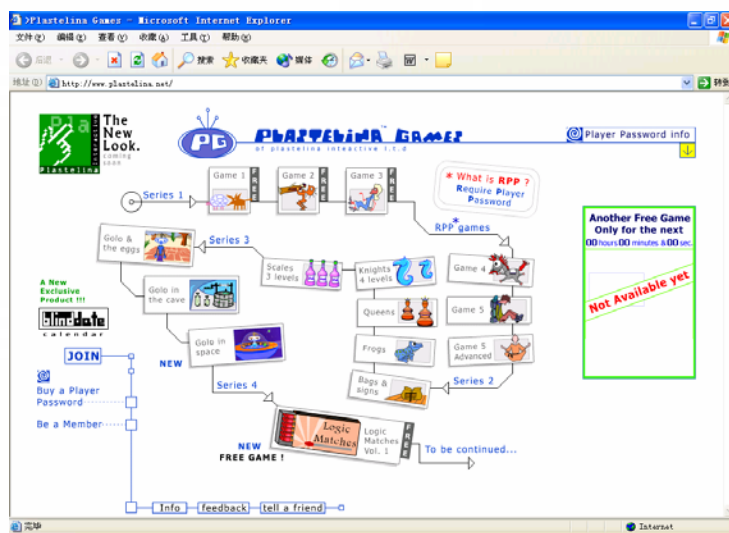 >Plastelina Games - Microsoft Internet Explorer
文件(F) 编辑(E) 查看(V) 收藏(A) 工具(T) 帮助(H)
后退 搜索 收藏夹 媒体
地址(D) http://www.plastelina.net/ 转到
Pla
Plastelina
Interactive
The
New
Look.
coming
soon
PG
PLASTELINA GAMES™
of plastelina inteactive l.t.d
Player Password info
Series 1
Game 1
FREE
Game 2
FREE
Game 3
FREE
* What is RPP ?
Require Player
Password
RPP games*
Golo &
the eggs
Series 3
Scales
3 levels
Knights
4 levels
Game 4
Another Free Game
Only for the next
00 hours 00 minutes & 00 sec.
Not Available yet
A New
Exclusive
Product !!!
blind date
calendar
Golo in
the cave
Queens
Game 5
Golo in
space
Frogs
Game 5
Advanced
NEW
JOIN
Buy a Player
Password
Be a Member
Series 4
Bags &
signs
Series 2
Logic
Matches
Logic
Matches
Vol. 1
FREE
NEW
FREE GAME !
To be continued...
Info
feedback
tell a friend
完毕
Internet